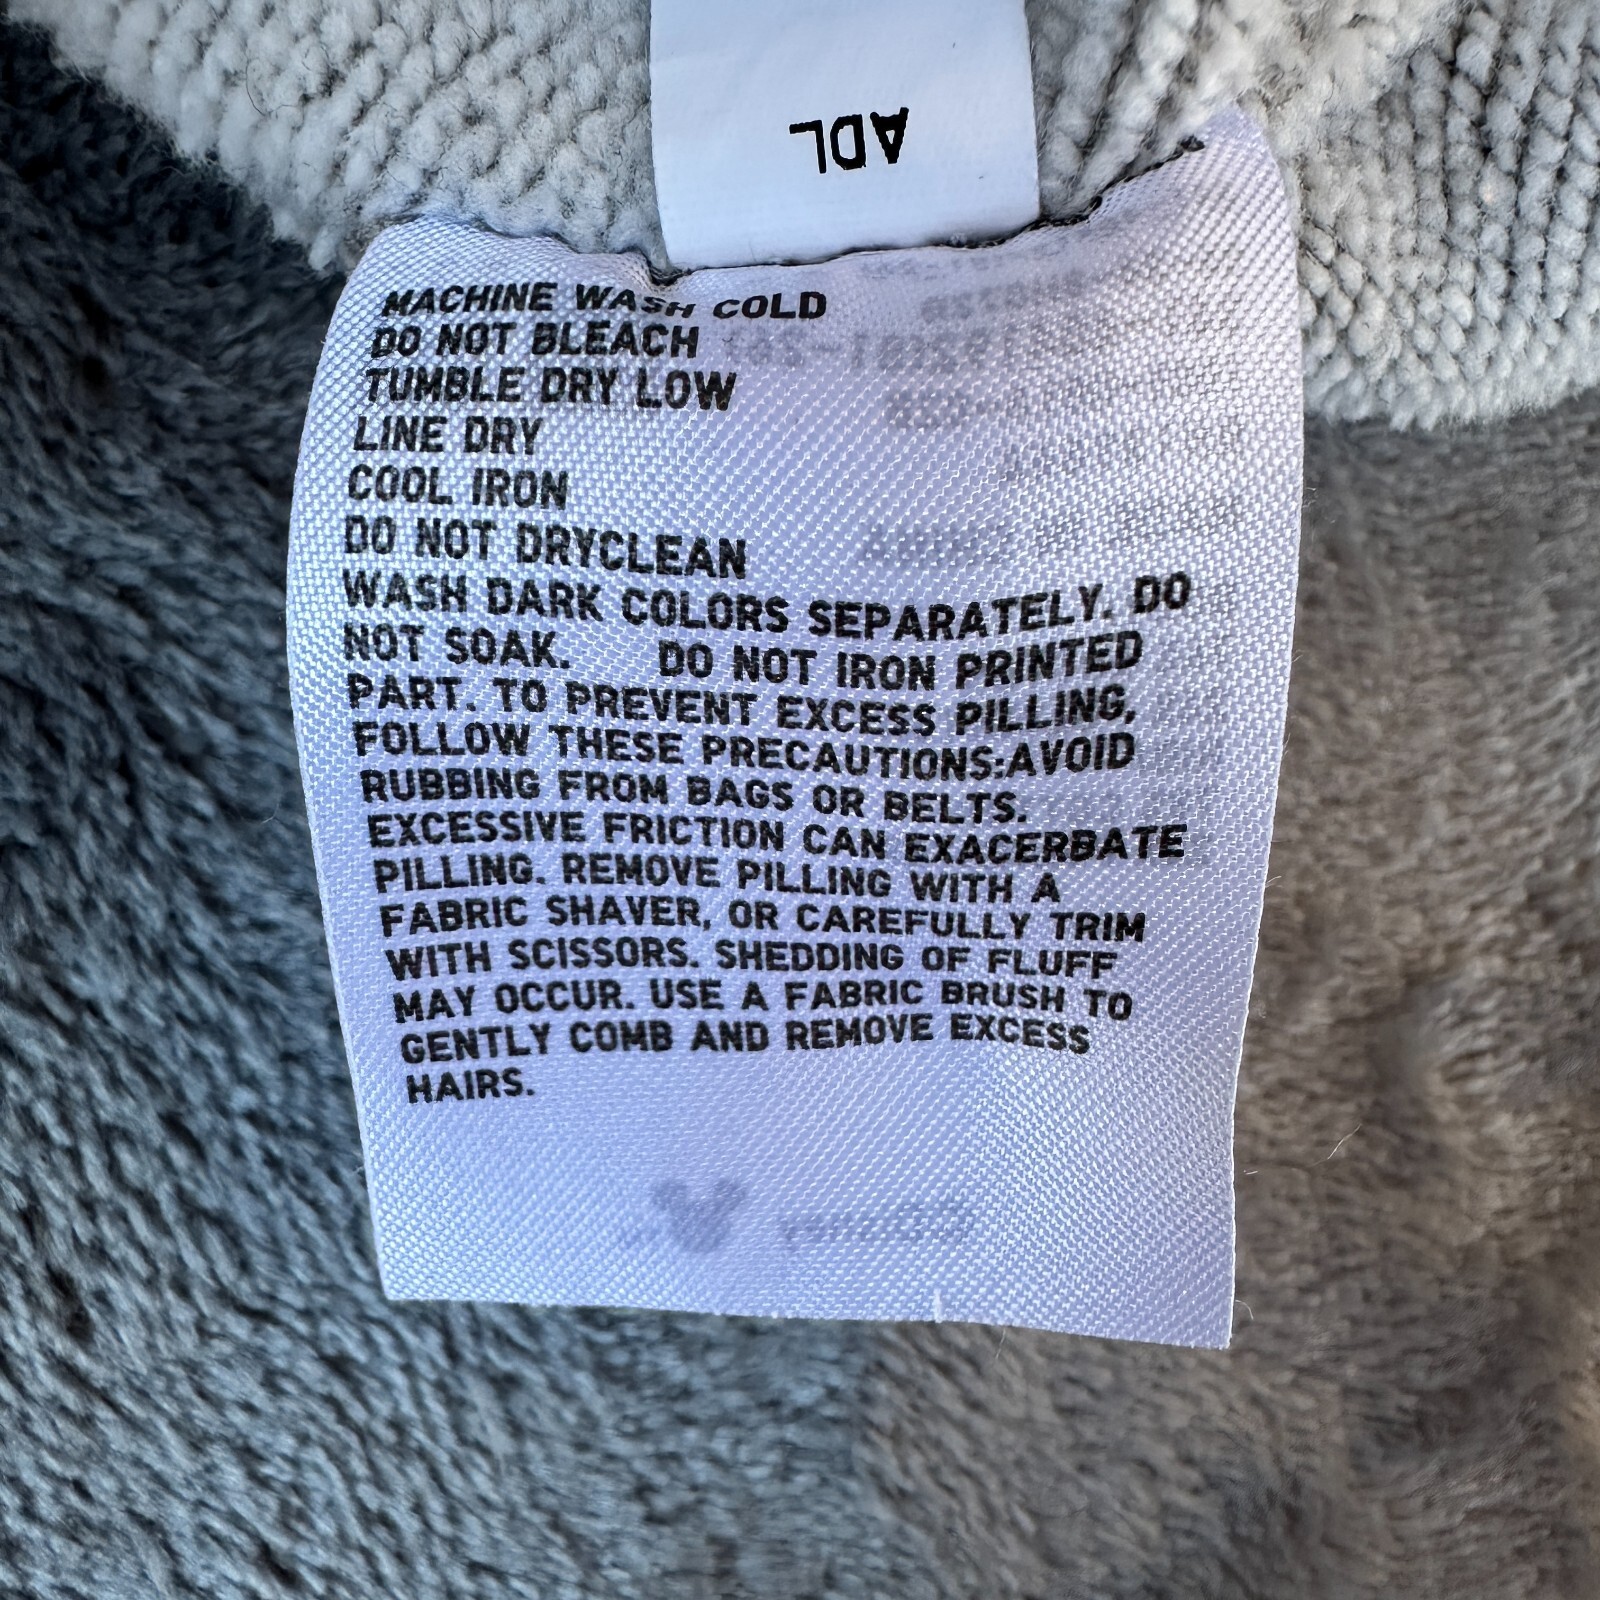 ADL
MACHINE WASH COLD
DO NOT BLEACH
TUMBLE DRY LOW
LINE DRY
COOL IRON
DO NOT DRYCLEAN
WASH DARK COLORS SEPARATELY. DO
NOT SOAK. DO NOT IRON PRINTED
PART. TO PREVENT EXCESS PILLING,
FOLLOW THESE PRECAUTIONS:AVOID
RUBBING FROM BAGS OR BELTS.
EXCESSIVE FRICTION CAN EXACERBATE
PILLING. REMOVE PILLING WITH A
FABRIC SHAVER, OR CAREFULLY TRIM
WITH SCISSORS. SHEDDING OF FLUFF
MAY OCCUR. USE A FABRIC BRUSH TO
GENTLY COMB AND REMOVE EXCESS
HAIRS.